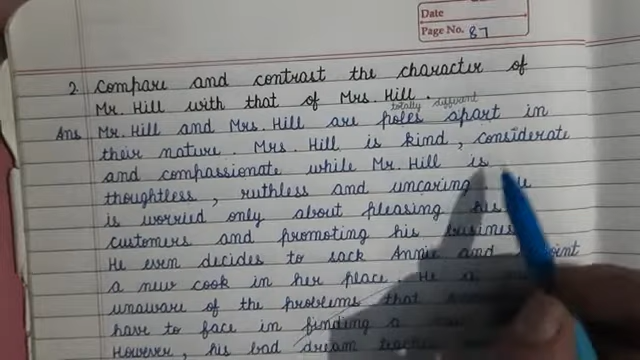 Date
Page No. 87
2. Compare and contrast the character of
Mr. Hill with that of Mrs. Hill.
totally different
Ans Mr. Hill and Mrs. Hill are poles apart in
their nature. Mrs. Hill is kind, considerate
and compassionate while Mr. Hill is
thoughtless, ruthless and uncaring.
is worried only about pleasing his
customers and promoting his
He even decides to sack Annie and
a new cook in her place. He
unaware of the problems that
have to face in finding a
However, his bad dream